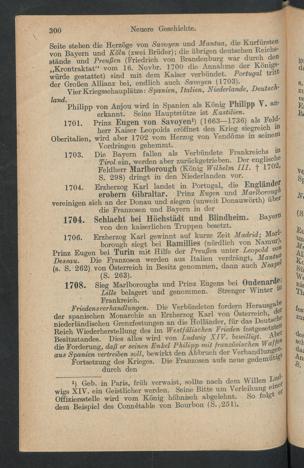 300 Neuere Geschichte.
Seite stehen die Herzöge von Savoyen und Mantua, die Kurfürsten
von Bayern und Köln (zwei Brüder); die übrigen deutschen Reichs-
stände und Preußen (Friedrich von Brandenburg war durch den
„Krontraktat“ vom 16. Novbr. 1700 die Annahme der Königs-
würde gestattet) sind mit dem Kaiser verbündet. Portugal tritt
der Großen Allianz bei, endlich auch Savoyen (1703).
Vier Kriegsschauplätze: Spanien, Italien, Niederlande, Deutsch-
land.
Philipp von Anjou wird in Spanien als König Philipp V. an-
erkannt. Seine Hauptstütze ist Kastilien.
1701. Prinz Eugen von Savoyen¹) (1663—1736) als Feld-
herr Kaiser Leopolds eröffnet den Krieg siegreich in
Oberitalien, wird aber 1702 vom Herzog von Vendôme in seinem
Vordringen gehemmt.
1703. Die Bayern fallen als Verbündete Frankreichs in
Tirol ein, werden aber zurückgetrieben. Der englische
Feldherr Marlborough (König Wilhelm III. † 1702,
S. 298) dringt in den Niederlanden vor.
1704. Erzherzog Karl landet in Portugal, die Engländer
erobern Gibraltar. Prinz Eugen und Marlborough
vereinigen sich an der Donau und siegen (unweit Donauwörth) über
die Franzosen und Bayern in der
1704. Schlacht bei Höchstädt und Blindheim. Bayern
von den kaiserlichen Truppen besetzt.
1706. Erzherzog Karl gewinnt auf kurze Zeit Madrid; Marl-
borough siegt bei Ramillies (nördlich von Namur),
Prinz Eugen bei Turin mit Hilfe der Preußen unter Leopold von
Dessau. Die Franzosen werden aus Italien verdrängt, Mantua
(s. S. 262) von Österreich in Besitz genommen, dann auch Neapel
(S. 263).
1708. Sieg Marlboroughs und Prinz Eugens bei Oudenarde.
Lille belagert und genommen. Strenger Winter in
Frankreich.
Friedensverhandlungen. Die Verbündeten fordern Herausgabe
der spanischen Monarchie an Erzherzog Karl von Österreich, der
niederländischen Grenzfestungen an die Holländer, für das Deutsche
Reich Wiederherstellung des im Westfälischen Frieden festgesetzten
Besitzstandes. Dies alles wird von Ludwig XIV. bewilligt. Aber
die Forderung, daß er seinen Enkel Philipp mit französischen Waffen
aus Spanien vertreiben soll, bewirkt den Abbruch der Verhandlungen.
Fortsetzung des Krieges. Die Franzosen aufs neue gedemütigt
durch den
¹) Geb. in Paris, früh verwaist, sollte nach dem Willen Lud-
wigs XIV. ein Geistlicher werden. Seine Bitte um Verleihung einer
Offiziersstelle wird vom König höhnisch abgelehnt. So folgt er
dem Beispiel des Connétable von Bourbon (S. 251).